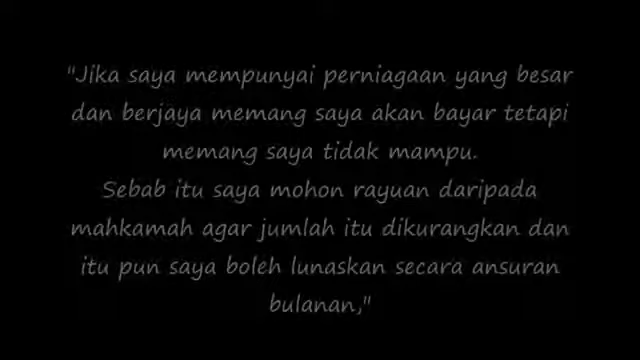 "Jika saya mempunyai perniagaan yang besar
dan berjaya memang saya akan bayar tetapi
memang saya tidak mampu.
Sebab itu saya mohon rayuan daripada
mahkamah agar jumlah itu dikurangkan dan
itu pun saya boleh lunaskan secara ansuran
bulanan,"